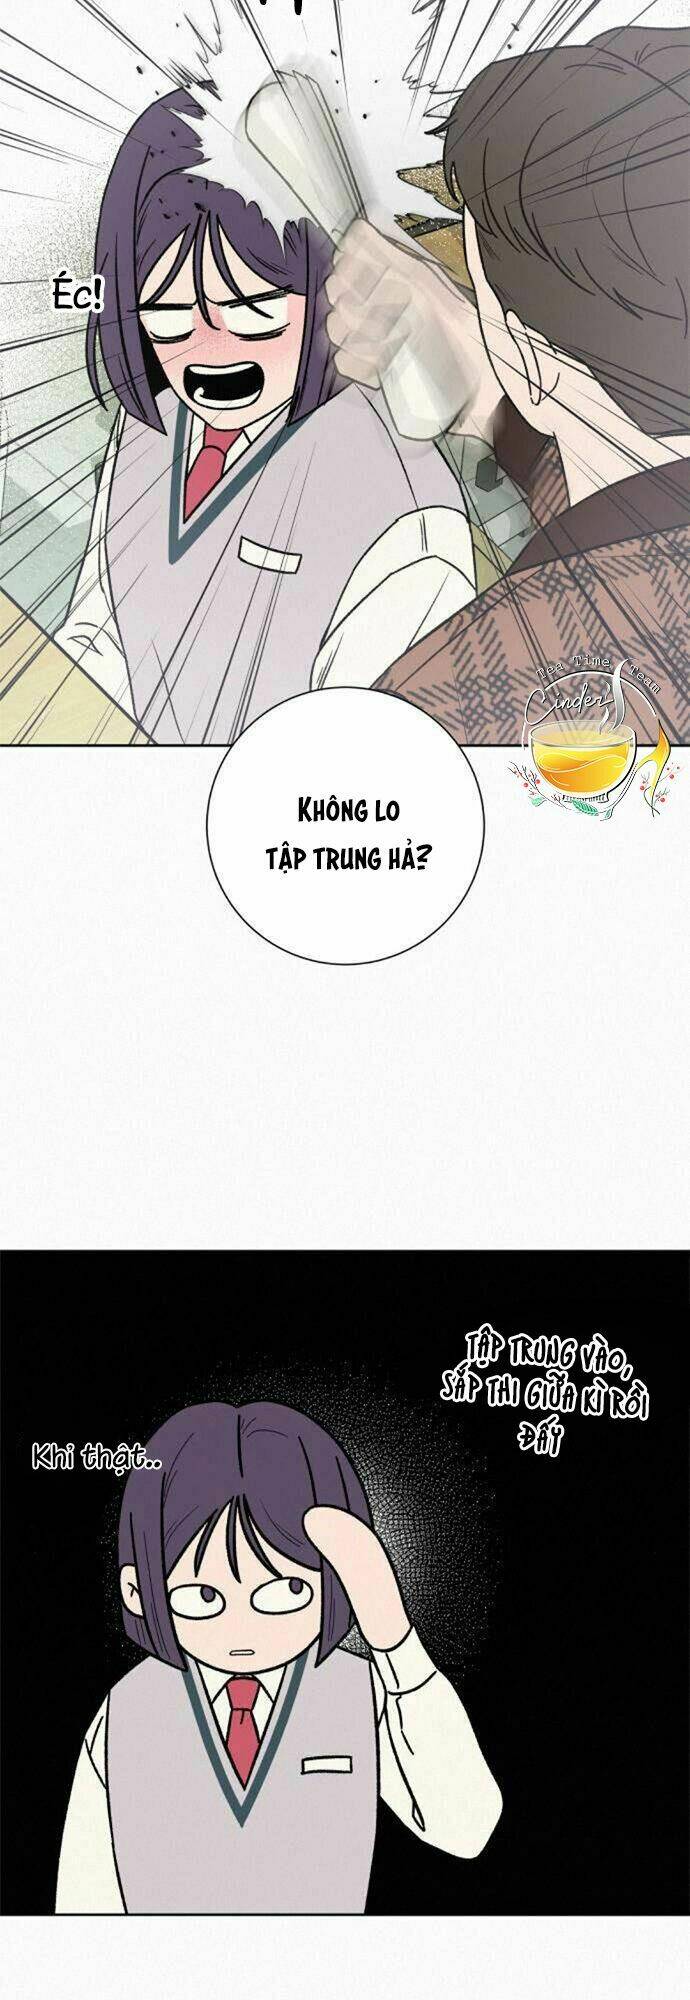 Éc!
Tea Time Team
Cinder
KHÔNG LO
TẬP TRUNG HẢ?
TẬP TRUNG VÀO,
SẮP THI GIỮA KÌ RỒI
ĐẤY
Khi thật..